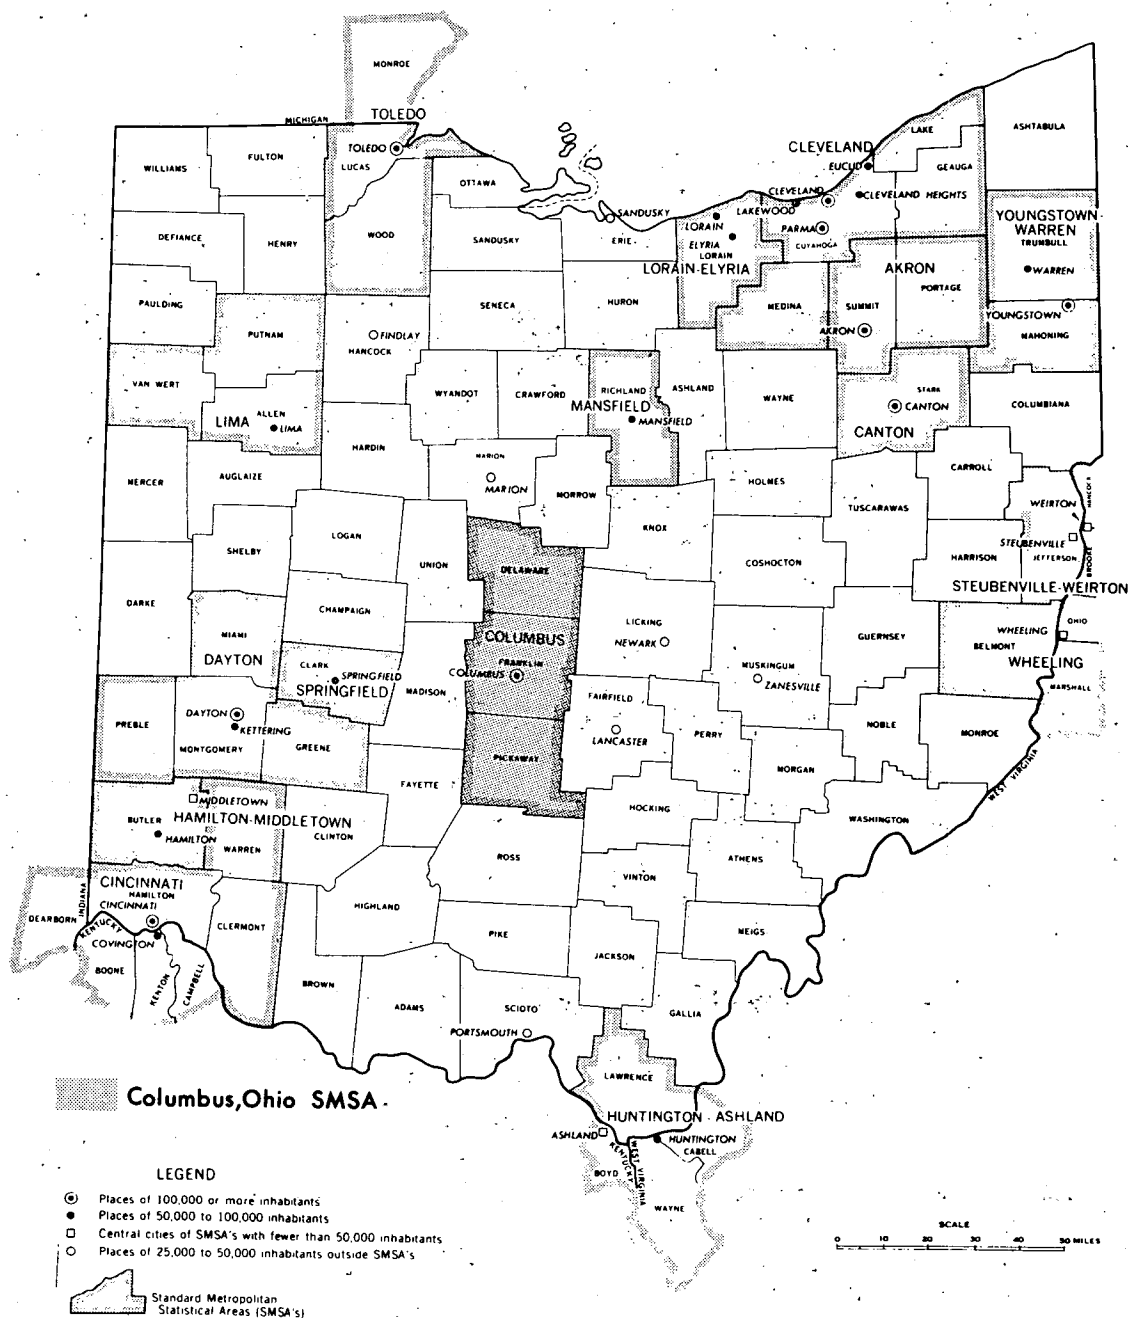 MONROE
TOLEDO
MICHIGAN
TOLEDO
LUCAS
WILLIAMS
FULTON
OTTAWA
DEFIANCE
HENRY
WOOD
SANDUSKY
SANDUSKY
ERIE
CLEVELAND
EUCLID
LAKE
ASHTABULA
GEAUGA
CLEVELAND
CLEVELAND HEIGHTS
LAKEWOOD
PARMA
CUYAHOGA
LORAIN
ELYRIA
LORAIN
LORAIN-ELYRIA
YOUNGSTOWN-
WARREN
TRUMBULL
WARREN
AKRON
PORTAGE
SUMMIT
AKRON
MEDINA
YOUNGSTOWN
MAHONING
PAULDING
PUTNAM
FINDLAY
HANCOCK
SENECA
HURON
VAN WERT
LIMA
ALLEN
LIMA
WYANDOT
CRAWFORD
RICHLAND
MANSFIELD
MANSFIELD
ASHLAND
WAYNE
STARK
CANTON
CANTON
COLUMBIANA
MERCER
AUGLAIZE
HARDIN
MARION
MARION
MORROW
HOLMES
TUSCARAWAS
CARROLL
WEIRTON
HANCOCK
STEUBENVILLE
JEFFERSON
BROOKE
STEUBENVILLE-WEIRTON
LOGAN
SHELBY
UNION
DELAWARE
KNOX
COSHOCTON
HARRISON
DARKE
MIAMI
CHAMPAIGN
DAYTON
CLARK
SPRINGFIELD
SPRINGFIELD
MADISON
COLUMBUS
FRANKLIN
COLUMBUS
LICKING
NEWARK
MUSKINGUM
ZANESVILLE
GUERNSEY
BELMONT
OHIO
WHEELING
WHEELING
MARSHALL
PREBLE
DAYTON
KETTERING
MONTGOMERY
GREENE
PICKAWAY
FAIRFIELD
LANCASTER
PERRY
NOBLE
MONROE
MORGAN
FAYETTE
HOCKING
WASHINGTON
WEST VIRGINIA
MIDDLETOWN
BUTLER
HAMILTON-MIDDLETOWN
HAMILTON
WARREN
CLINTON
ROSS
ATHENS
VINTON
CINCINNATI
HAMILTON
CINCINNATI
INDIANA
DEARBORN
KENTUCKY
COVINGTON
CLERMONT
HIGHLAND
PIKE
MEIGS
JACKSON
BOONE
KENTON
CAMPBELL
BROWN
ADAMS
SCIOTO
PORTSMOUTH
GALLIA
LAWRENCE
Columbus, Ohio SMSA
HUNTINGTON-ASHLAND
ASHLAND
HUNTINGTON
CABELL
KENTUCKY
WEST VIRGINIA
BOYD
WAYNE
LEGEND
Places of 100,000 or more inhabitants
Places of 50,000 to 100,000 inhabitants
Central cities of SMSA's with fewer than 50,000 inhabitants
Places of 25,000 to 50,000 inhabitants outside SMSA's
Standard Metropolitan
Statistical Areas (SMSA's)
SCALE
0 10 20 30 40 50 MILES